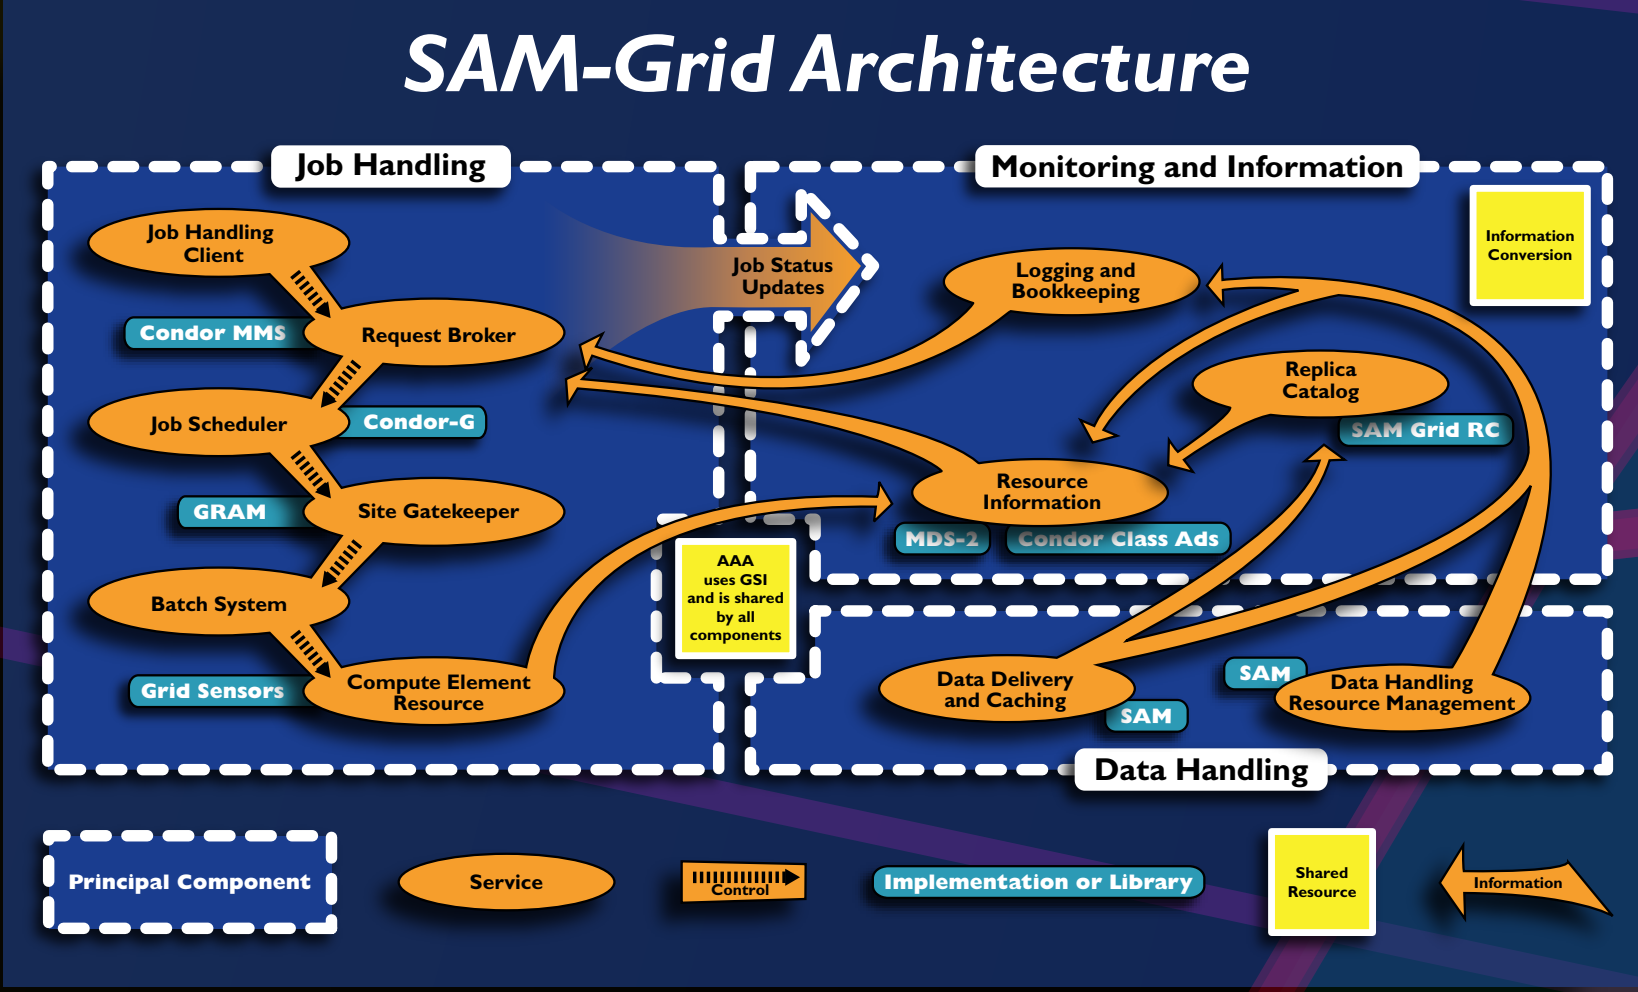 SAM-Grid Architecture
Job Handling
Monitoring and Information
Job Handling
Client
Condor MMS
Request Broker
Job Scheduler
Condor-G
GRAM
Site Gatekeeper
Batch System
Grid Sensors
Compute Element
Resource
Job Status
Updates
Logging and
Bookkeeping
Information
Conversion
Replica
Catalog
SAM Grid RC
Resource
Information
MDS-2
Condor Class Ads
AAA
uses GSI
and is shared
by all
components
Data Delivery
and Caching
SAM
SAM
Data Handling
Resource Management
Data Handling
Principal Component
Service
Control
Implementation or Library
Shared
Resource
Information